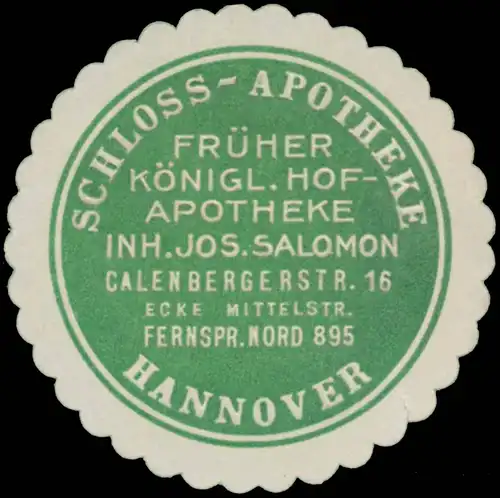 SCHLOSS-APOTHEKE
FRÜHER
KÖNIGL. HOF-
APOTHEKE
INH. JOS. SALOMON
CALENBERGERSTR. 16
ECKE MITTELSTR.
FERNSPR. NORD 895
HANNOVER